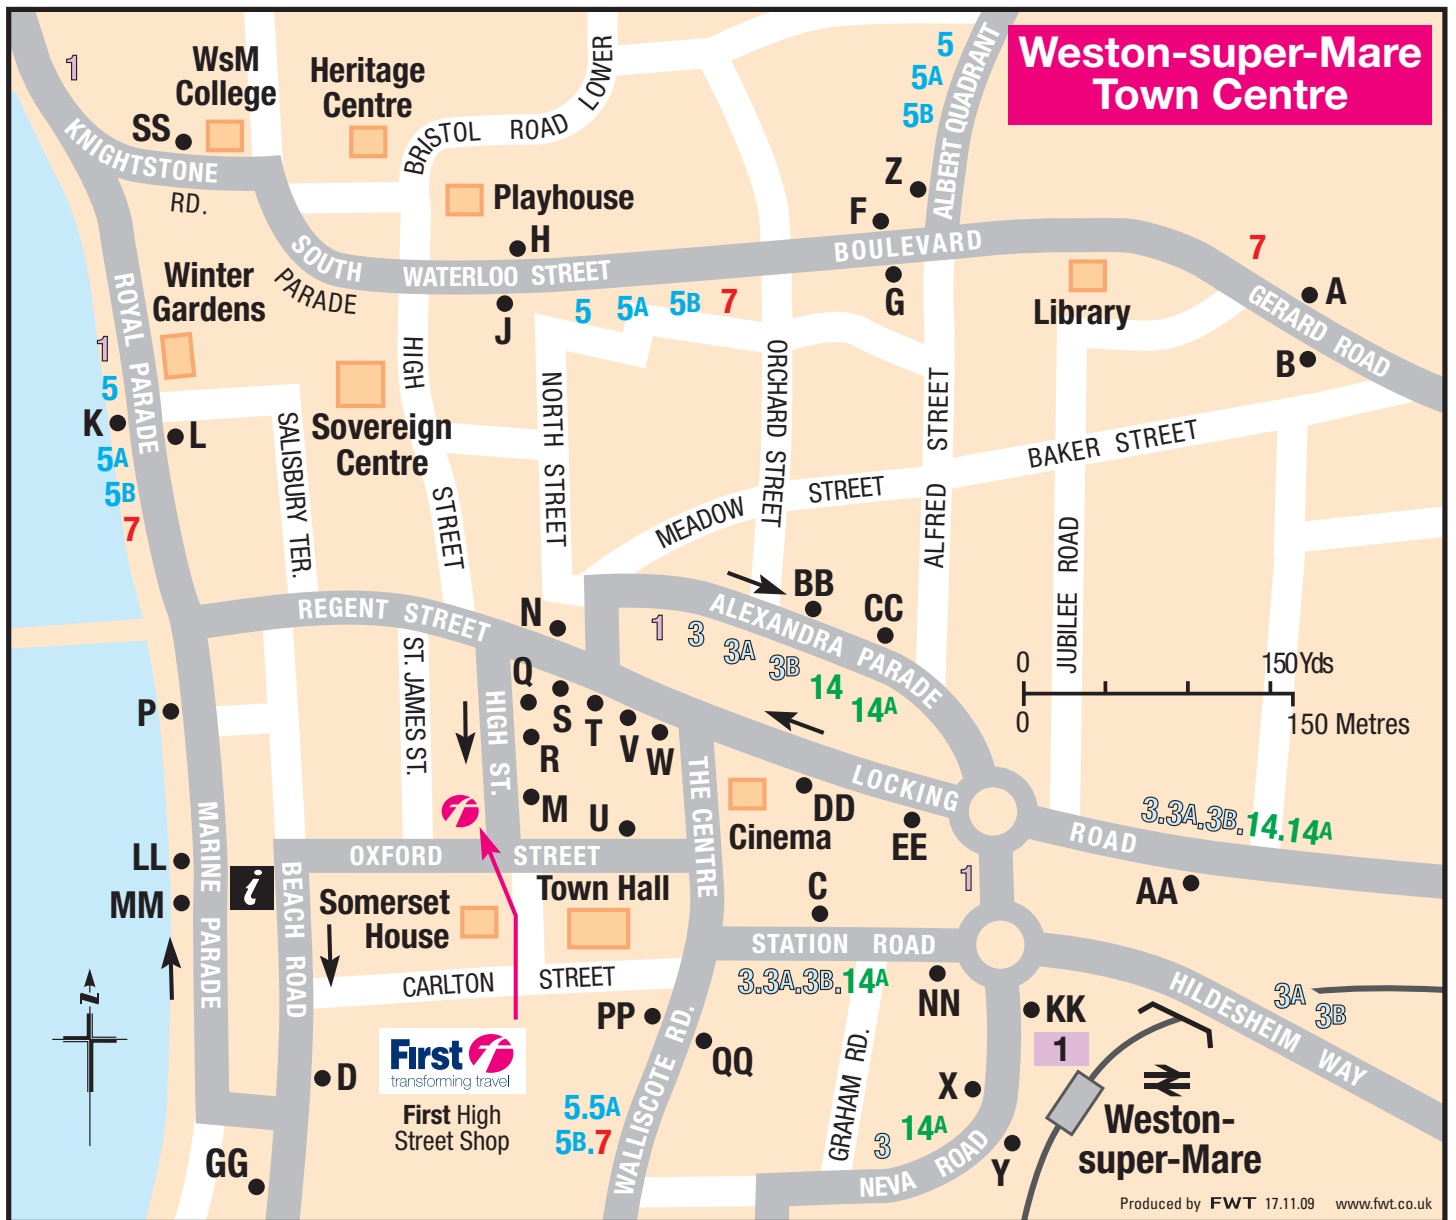 Weston-super-Mare
Town Centre
1
WsM
College
Heritage
Centre
SS
KNIGHTSTONE
RD.
BRISTOL ROAD LOWER
5
5A
5B
ALBERT QUADRANT
Playhouse
Z
F
H
BOULEVARD
G
7
SOUTH
PARADE
WATERLOO STREET
J
5 5A 5B 7
Library
A
GERARD ROAD
B
Winter
Gardens
ROYAL PARADE
1
5
K
L
5A
5B
7
SALISBURY TER.
Sovereign
Centre
HIGH STREET
NORTH STREET
ORCHARD STREET
ALFRED STREET
BAKER STREET
MEADOW STREET
JUBILEE ROAD
REGENT STREET
N
BB
CC
ALEXANDRA PARADE
1 3 3A 3B 14 14A
0 150 Yds
0 150 Metres
ST. JAMES ST.
HIGH ST.
Q
S
T
V
W
R
M
U
P
THE CENTRE
Cinema
DD
EE
LOCKING ROAD
3.3A.3B.14.14A
AA
MARINE PARADE
LL
MM
i
BEACH ROAD
OXFORD STREET
Somerset
House
Town Hall
C
1
STATION ROAD
3.3A.3B.14A
NN
CARLTON STREET
HILDESHEIM WAY
3A
3B
n
PP
QQ
WALLISCOTE RD.
GRAHAM RD.
KK
1
X
14A
3
Y
NEVA ROAD
D
GG
First f
transforming travel
First High
Street Shop
5.5A
5B.7
Weston-
super-Mare
Produced by FWT 17.11.09 www.fwt.co.uk